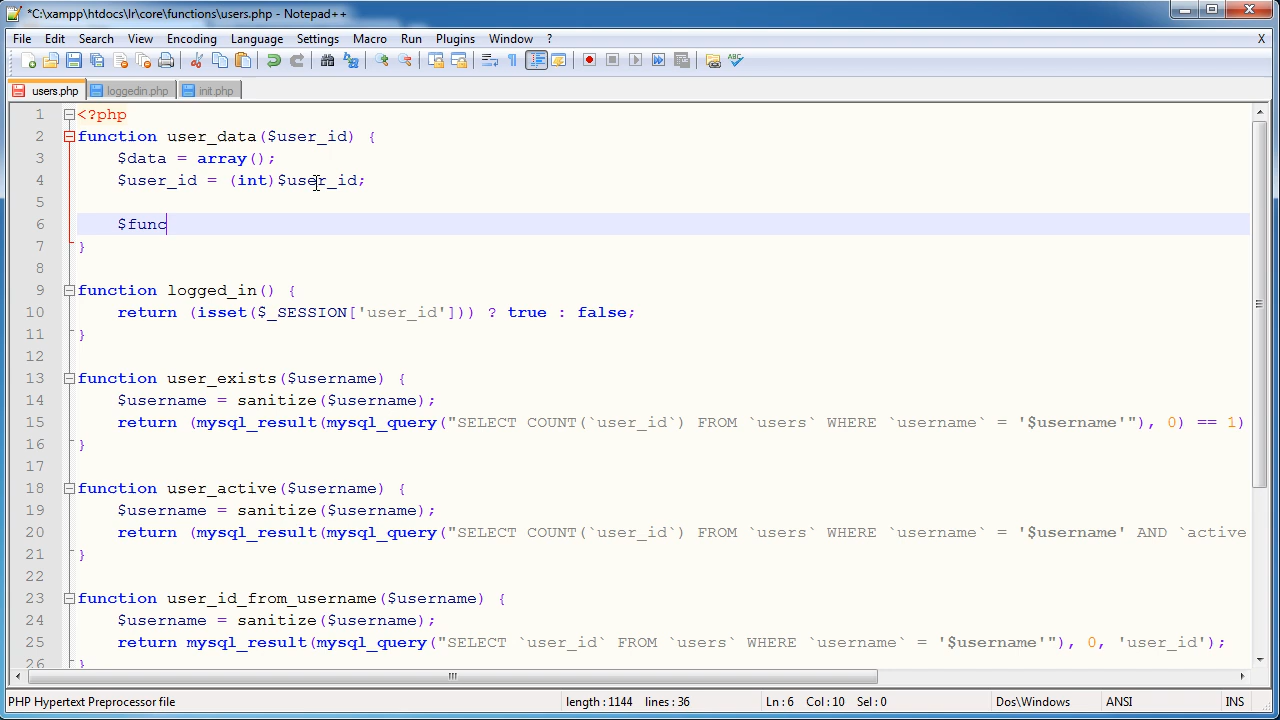 *C:\xampp\htdocs\lr\core\functions\users.php - Notepad++
File Edit Search View Encoding Language Settings Macro Run Plugins Window ? X
users.php loggedin.php init.php
1 <?php
2 function user_data($user_id) {
3 $data = array();
4 $user_id = (int)$user_id;
5
6 $func
7 }
8
9 function logged_in() {
10 return (isset($_SESSION['user_id'])) ? true : false;
11 }
12
13 function user_exists($username) {
14 $username = sanitize($username);
15 return (mysql_result(mysql_query("SELECT COUNT(`user_id`) FROM `users` WHERE `username` = '$username'"), 0) == 1)
16 }
17
18 function user_active($username) {
19 $username = sanitize($username);
20 return (mysql_result(mysql_query("SELECT COUNT(`user_id`) FROM `users` WHERE `username` = '$username' AND `active
21 }
22
23 function user_id_from_username($username) {
24 $username = sanitize($username);
25 return mysql_result(mysql_query("SELECT `user_id` FROM `users` WHERE `username` = '$username'"), 0, 'user_id');
26 }
PHP Hypertext Preprocessor file length : 1144 lines : 36 Ln : 6 Col : 10 Sel : 0 Dos\Windows ANSI INS